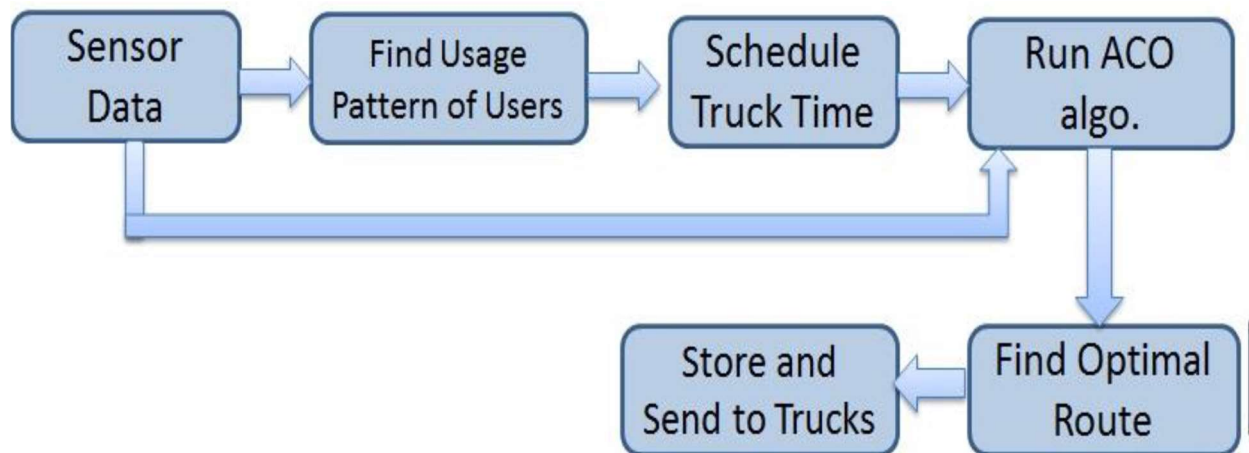 Sensor
Data
Find Usage
Pattern of Users
Schedule
Truck Time
Run ACO
algo.
Store and
Send to Trucks
Find Optimal
Route